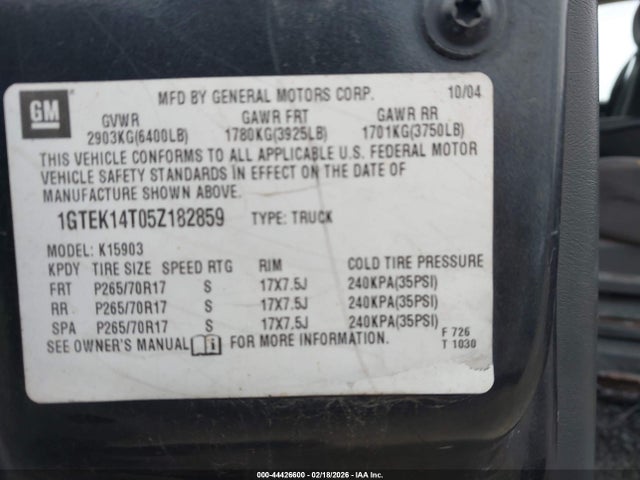 GM
MFD BY GENERAL MOTORS CORP. 10/04
GVWR GAWR FRT GAWR RR
2903KG(6400LB) 1780KG(3925LB) 1701KG(3750LB)
THIS VEHICLE CONFORMS TO ALL APPLICABLE U.S. FEDERAL MOTOR
VEHICLE SAFETY STANDARDS IN EFFECT ON THE DATE OF
MANUFACTURE SHOWN ABOVE.
1GTEK14T05Z182859 TYPE: TRUCK
MODEL: K15903
KPDY TIRE SIZE SPEED RTG RIM COLD TIRE PRESSURE
FRT P265/70R17 S 17X7.5J 240KPA(35PSI)
RR P265/70R17 S 17X7.5J 240KPA(35PSI)
SPA P265/70R17 S 17X7.5J 240KPA(35PSI)
SEE OWNER'S MANUAL FOR MORE INFORMATION.
F 726
T 1030
000-44426600 - 02/18/2026 - IAA Inc.